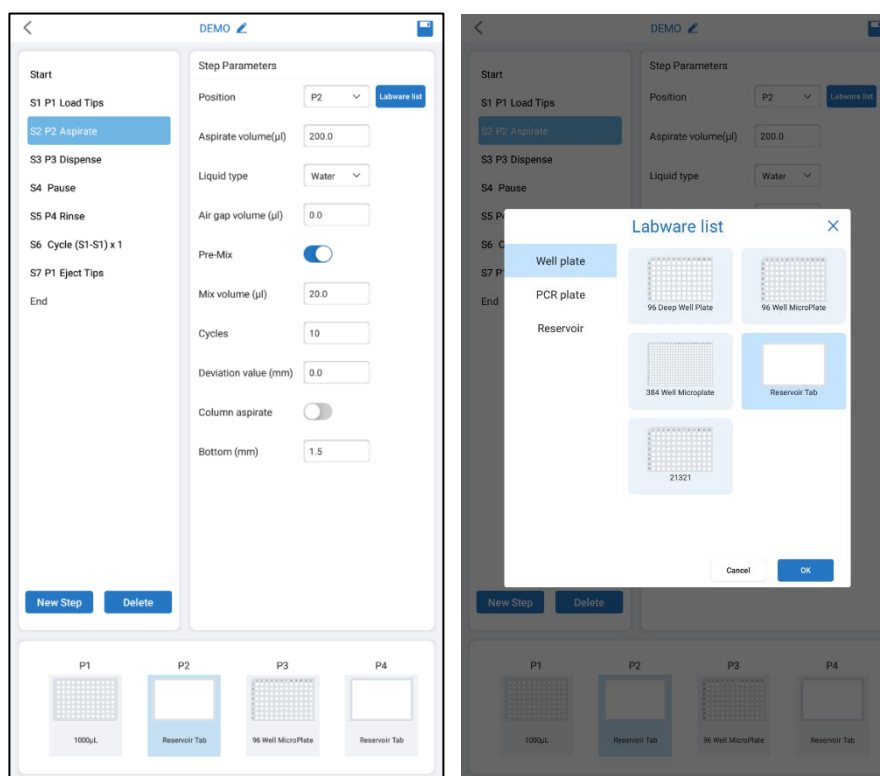 DEMO
Start
S1 P1 Load Tips
S2 P2 Aspirate
S3 P3 Dispense
S4 Pause
S5 P4 Rinse
S6 Cycle (S1-S1) x 1
S7 P1 Eject Tips
End
New Step Delete
Step Parameters
Position P2 Labware list
Aspirate volume(μl) 200.0
Liquid type Water
Air gap volume (μl) 0.0
Pre-Mix
Mix volume (μl) 20.0
Cycles 10
Deviation value (mm) 0.0
Column aspirate
Bottom (mm) 1.5
P1 P2 P3 P4
1000μL Reservoir Tab 96 Well MicroPlate Reservoir Tab
DEMO
Start
S1 P1 Load Tips
S2 P2 Aspirate
S3 P3 Dispense
S4 Pause
S5 P
S6 C
S7 P
End
New Step Delete
Step Parameters
Position P2 Labware list
Aspirate volume(μl) 200.0
Liquid type Water
Labware list
Well plate
PCR plate
Reservoir
96 Deep Well Plate 96 Well MicroPlate
384 Well Microplate Reservoir Tab
21321
Cancel OK
P1 P2 P3 P4
1000μL Reservoir Tab 96 Well MicroPlate Reservoir Tab